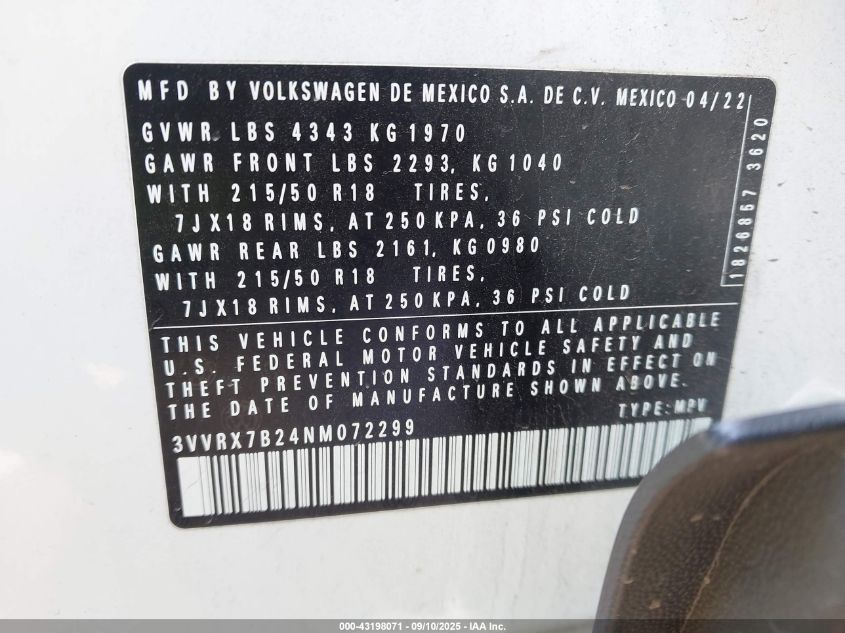 MFD BY VOLKSWAGEN DE MEXICO S.A. DE C.V. MEXICO 04/22
GVWR LBS 4343 KG 1970
GAWR FRONT LBS 2293, KG 1040
WITH 215/50 R18 TIRES,
7JX18 RIMS, AT 250 KPA, 36 PSI COLD
GAWR REAR LBS 2161, KG 0980
WITH 215/50 R18 TIRES,
7JX18 RIMS, AT 250 KPA, 36 PSI COLD
1826857 3620
THIS VEHICLE CONFORMS TO ALL APPLICABLE
U.S. FEDERAL MOTOR VEHICLE SAFETY AND
THEFT PREVENTION STANDARDS IN EFFECT ON
THE DATE OF MANUFACTURE SHOWN ABOVE.
TYPE: MPV
3VVRX7B24NM072299
000-43198071 - 09/10/2025 - IAA Inc.